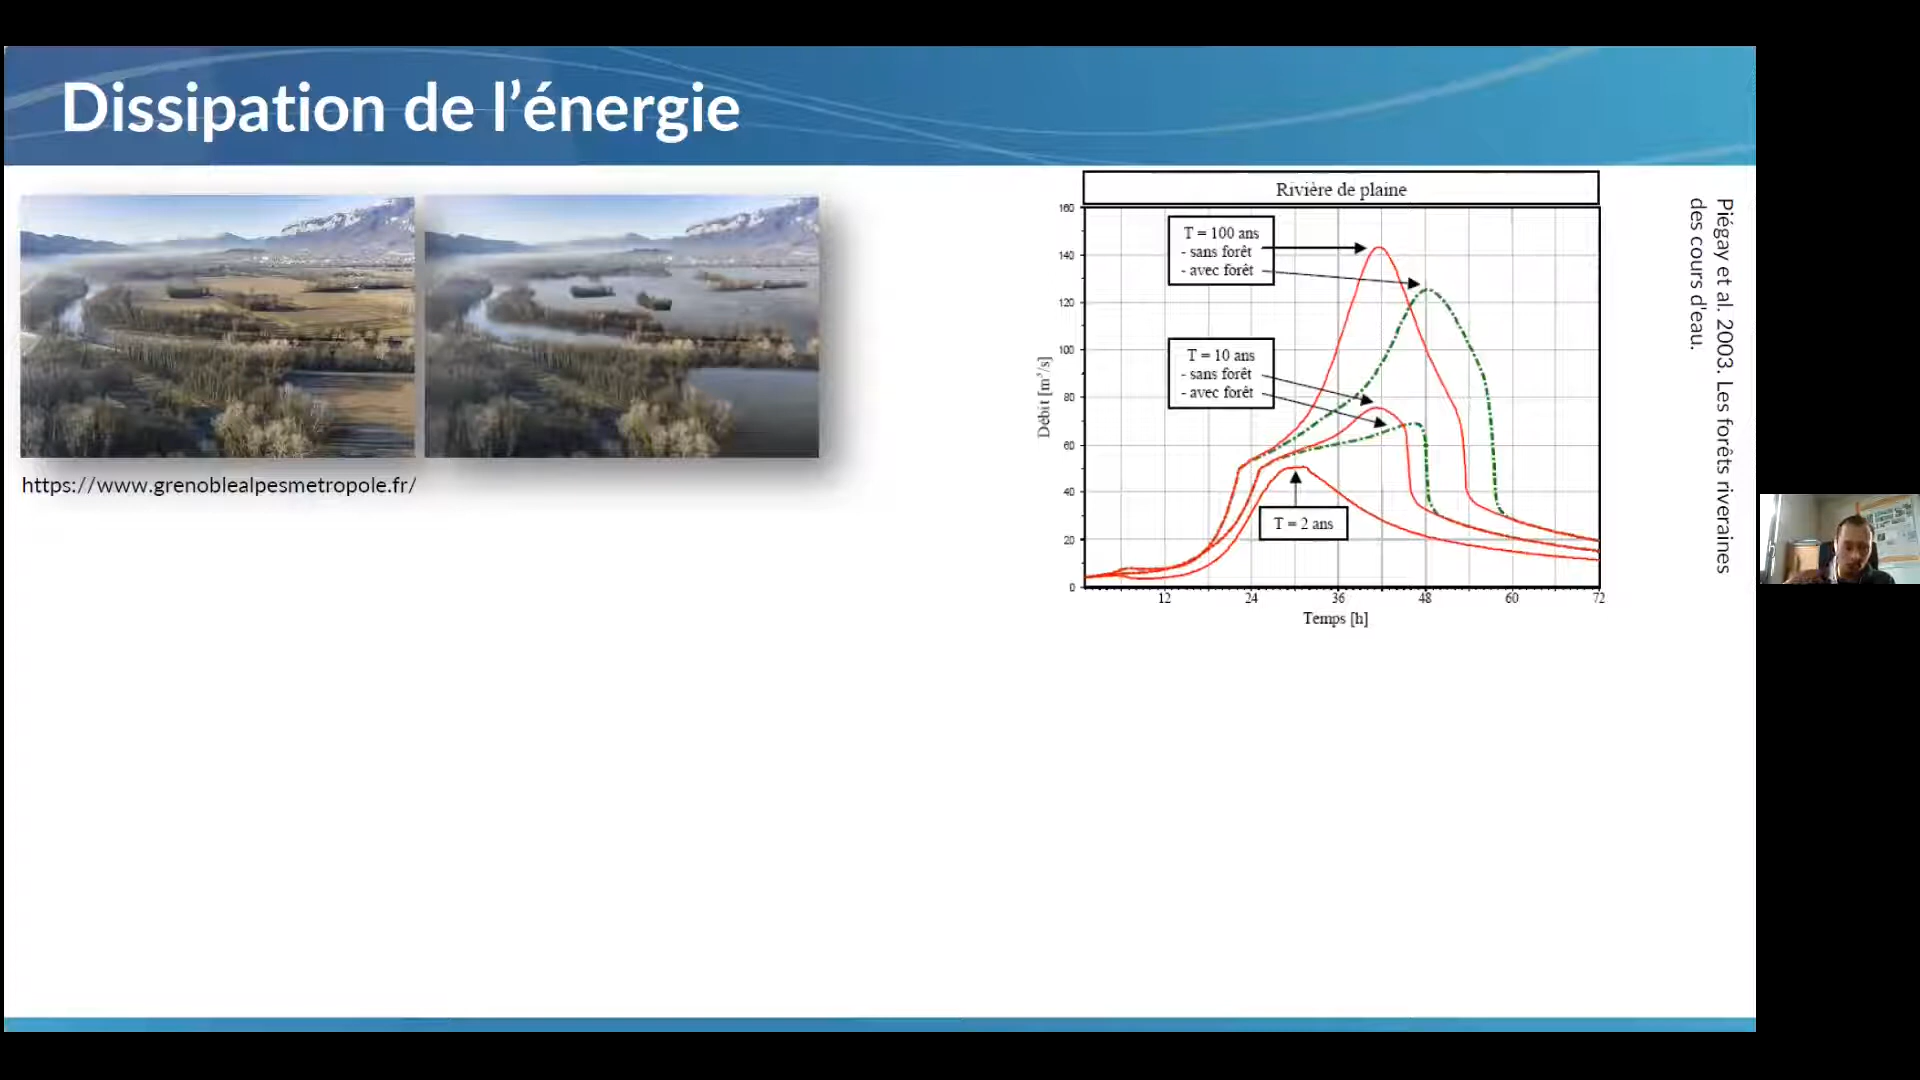 Dissipation de l'énergie
https://www.grenoblealpesmetropole.fr/
Rivière de plaine
160
140
120
100
80
60
40
20
0
Débit [m³/s]
T = 100 ans
- sans forêt
- avec forêt
T = 10 ans
- sans forêt
- avec forêt
T = 2 ans
12
24
36
48
60
72
Temps [h]
Piégay et al. 2003. Les forêts riveraines
des cours d'eau.